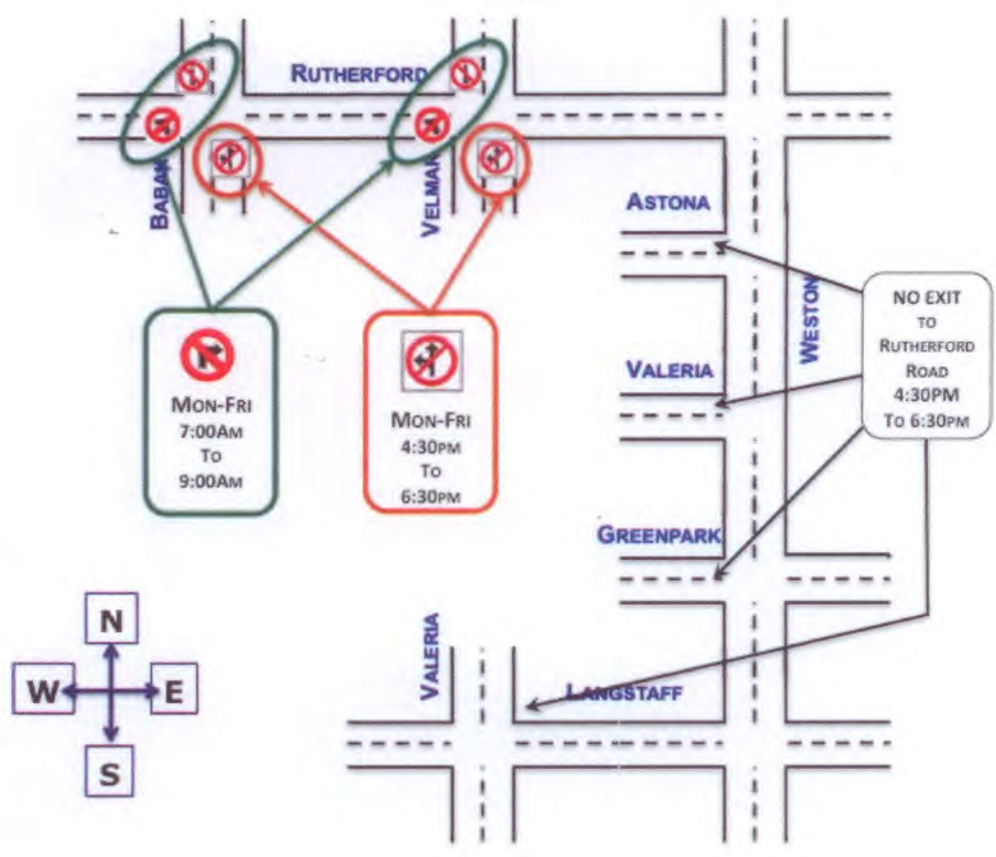 RUTHERFORD
BABAK
VELMAR
ASTONA
WESTON
NO EXIT
TO
RUTHERFORD
ROAD
4:30PM
TO 6:30PM
VALERIA
MON-FRI
7:00AM
TO
9:00AM
MON-FRI
4:30PM
TO
6:30PM
GREENPARK
N
W
E
S
VALERIA
LANGSTAFF